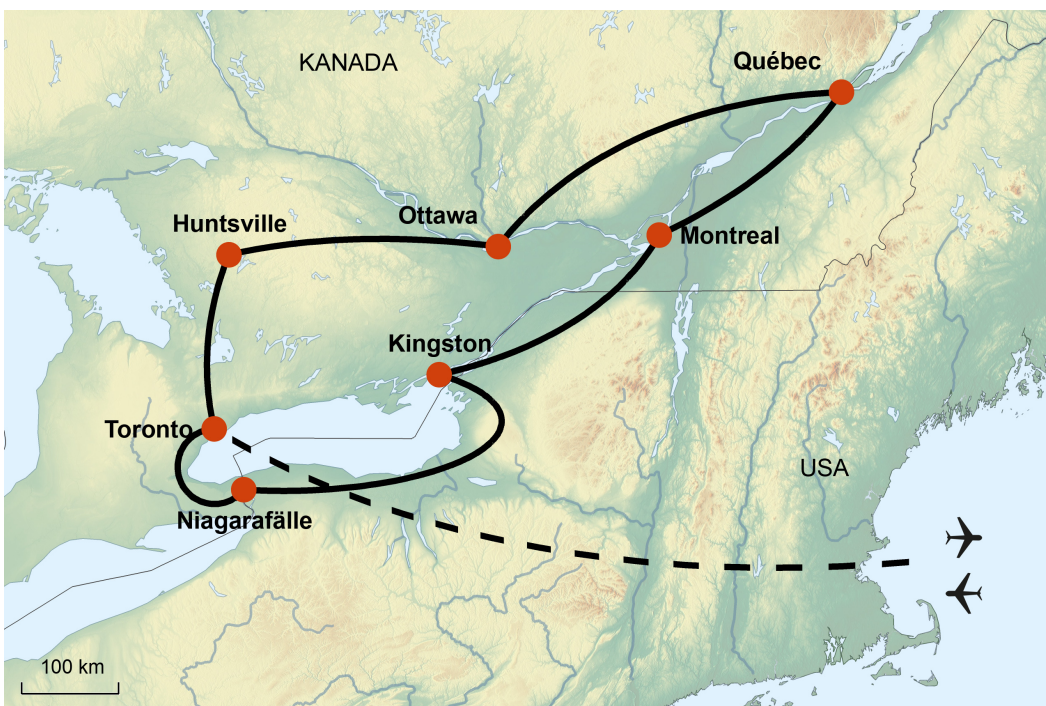 KANADA
Québec
Huntsville
Ottawa
Montreal
Kingston
Toronto
USA
Niagarafälle
100 km